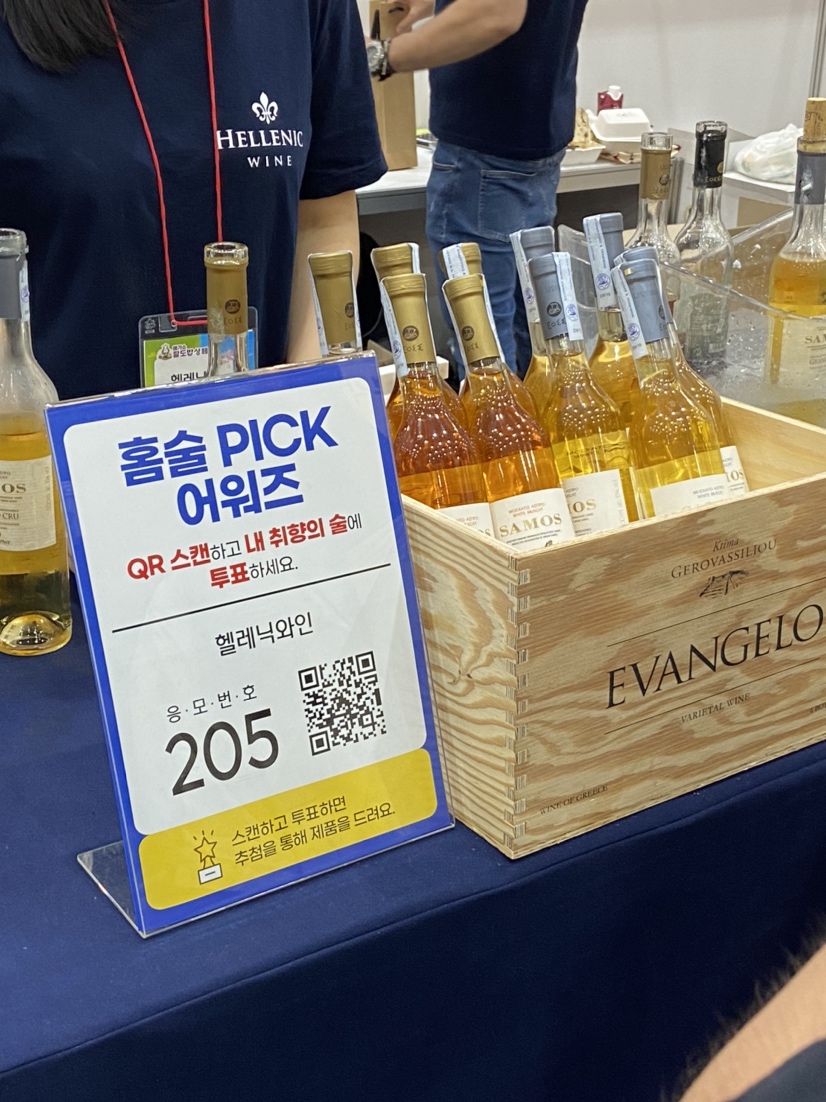 HELLENIC
WINE
헬레닉
홈술 PICK
어워즈
QR 스캔하고 내 취향의 술에
투표하세요.
헬레닉와인
응·모·번·호
205
스캔하고 투표하면
추첨을 통해 제품을 드려요.
SAMOS
Ktima
GEROVASSILIOU
EVANGELO
VARIETAL WINE
WINE OF GREECE